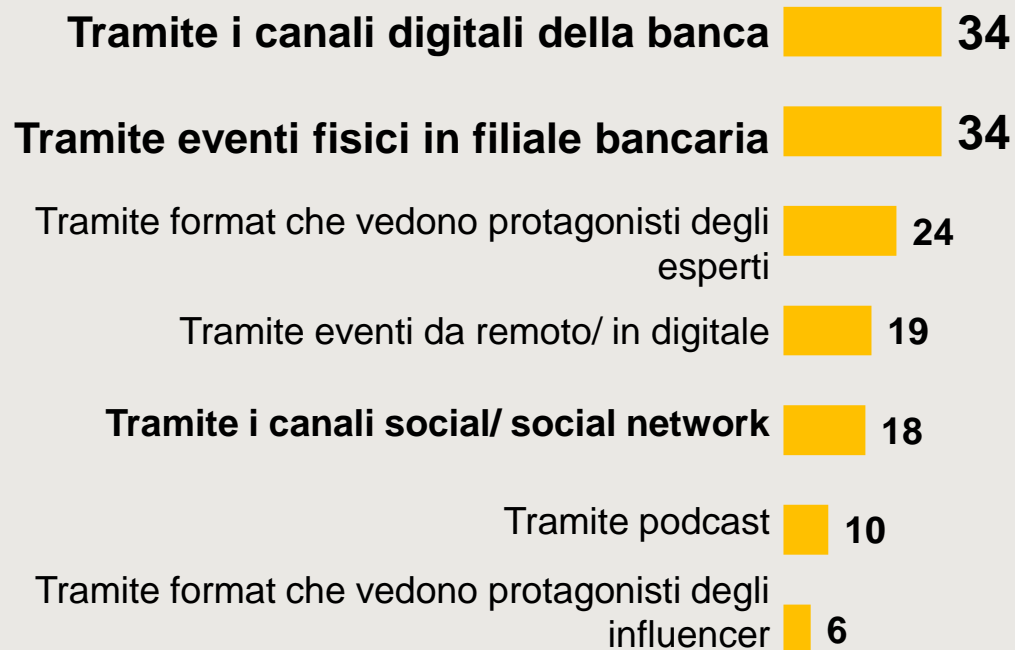 Tramite i canali digitali della banca 34
Tramite eventi fisici in filiale bancaria 34
Tramite format che vedono protagonisti degli
esperti 24
Tramite eventi da remoto/ in digitale 19
Tramite i canali social/ social network 18
Tramite podcast 10
Tramite format che vedono protagonisti degli
influencer 6